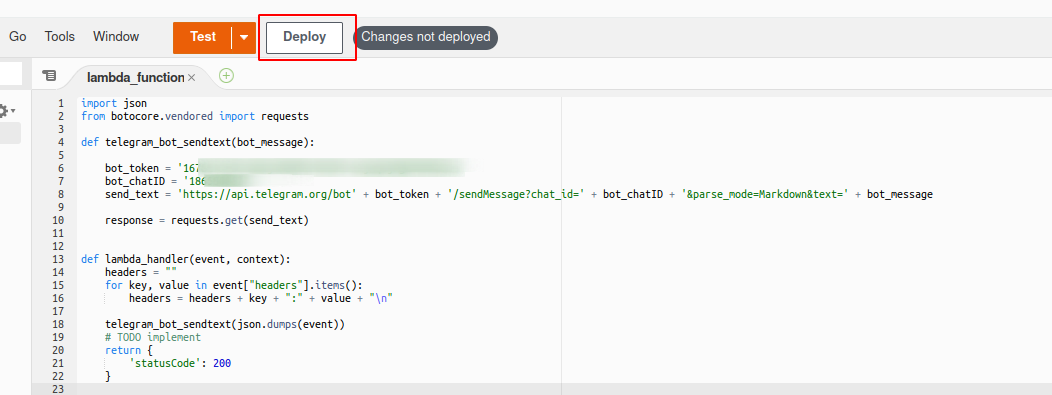 Go Tools Window Test Deploy Changes not deployed
lambda_function ×
1 import json
2 from botocore.vendored import requests
3
4 def telegram_bot_sendtext(bot_message):
5
6     bot_token = '167
7     bot_chatID = '186
8     send_text = 'https://api.telegram.org/bot' + bot_token + '/sendMessage?chat_id=' + bot_chatID + '&parse_mode=Markdown&text=' + bot_message
9
10     response = requests.get(send_text)
11
12
13 def lambda_handler(event, context):
14     headers = ""
15     for key, value in event["headers"].items():
16         headers = headers + key + ":" + value + "\n"
17
18     telegram_bot_sendtext(json.dumps(event))
19     # TODO implement
20     return {
21         'statusCode': 200
22     }
23